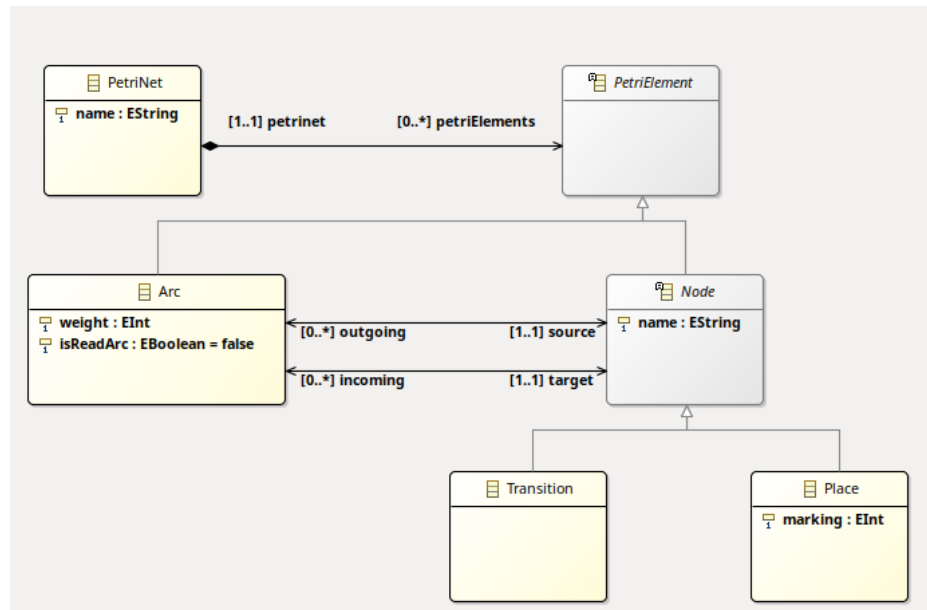 PetriNet
name : EString
[1..1] petrinet
[0..*] petriElements
PetriElement
Arc
weight : EInt
isReadArc : EBoolean = false
[0..*] outgoing
[1..1] source
[0..*] incoming
[1..1] target
Node
name : EString
Transition
Place
marking : EInt